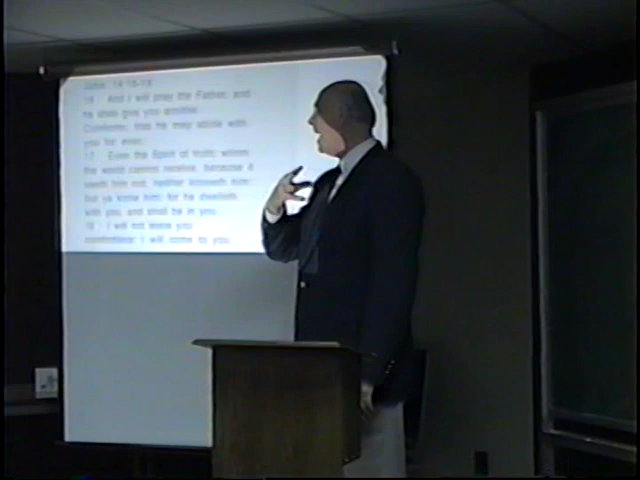 John 14:16-18
16 And I will pray the Father, and
he shall give you another
Comforter, that he may abide with
you for ever;
17 Even the Spirit of truth; whom
the world cannot receive, because it
seeth him not, neither knoweth him:
but ye know him; for he dwelleth
with you, and shall be in you.
18 I will not leave you
comfortless: I will come to you.